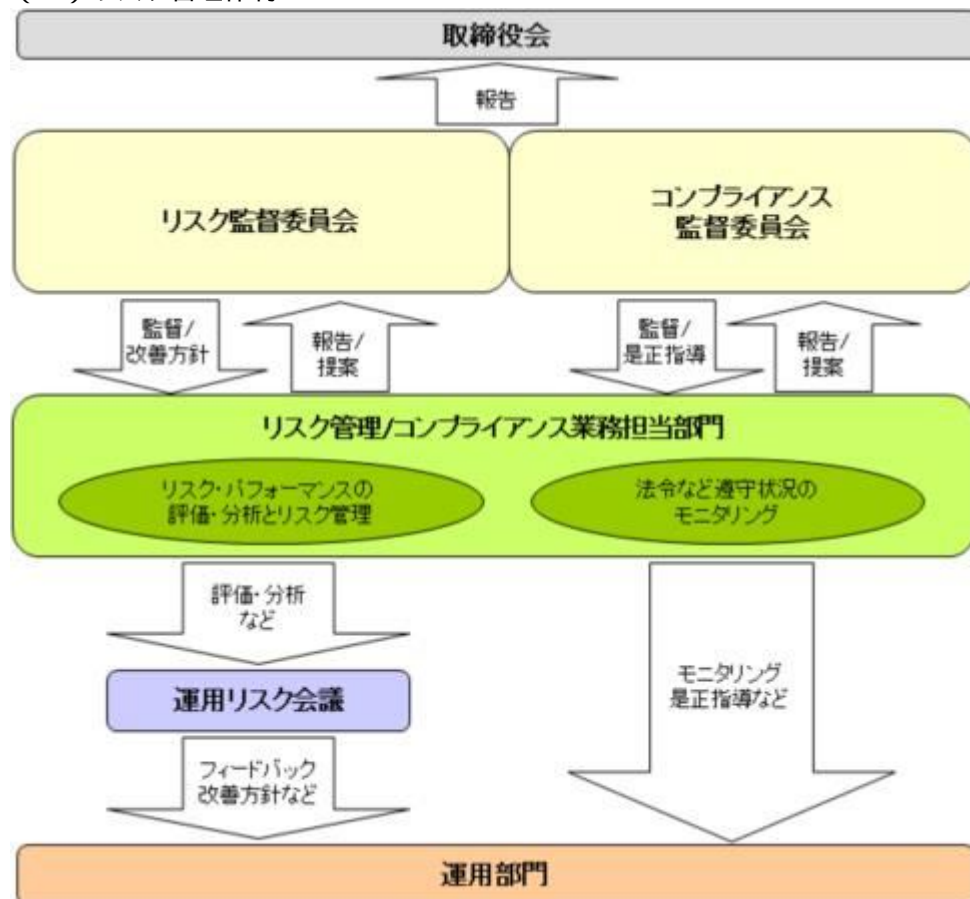 取締役会
報告
リスク監督委員会
コンプライアンス
監督委員会
監督/
改善方針
報告/
提案
監督/
是正指導
報告/
提案
リスク管理/コンプライアンス業務担当部門
リスク・パフォーマンスの
評価・分析とリスク管理
法令など遵守状況の
モニタリング
評価・分析
など
運用リスク会議
モニタリング
是正指導など
フィードバック
改善方針など
運用部門